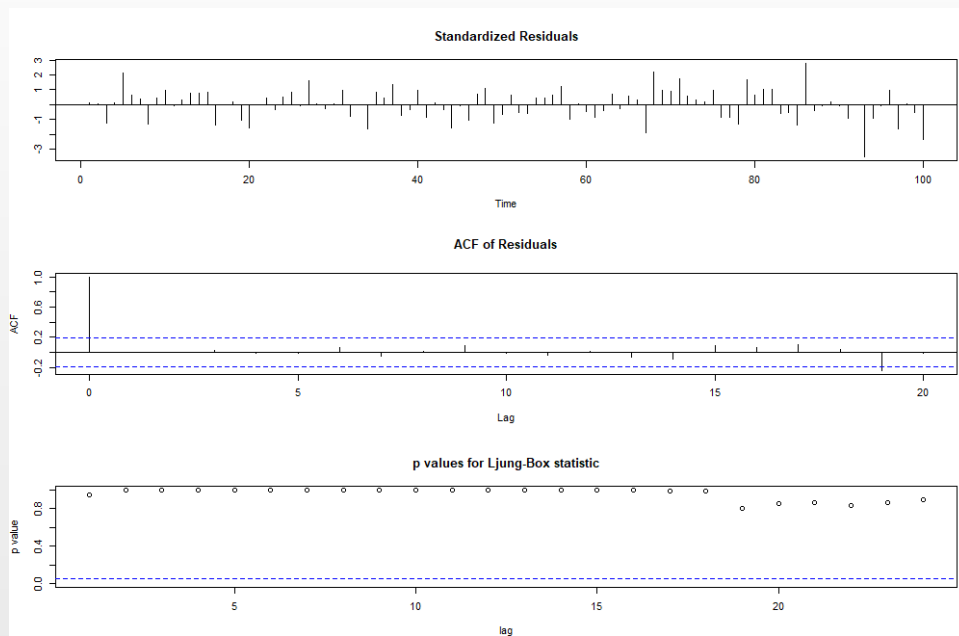 Standardized Residuals
3
2
1
-1
-3
0 20 40 60 80 100
Time
ACF of Residuals
1.0
0.6
0.2
-0.2
ACF
0 5 10 15 20
Lag
p values for Ljung-Box statistic
0.8
0.4
0.0
p value
5 10 15 20
lag